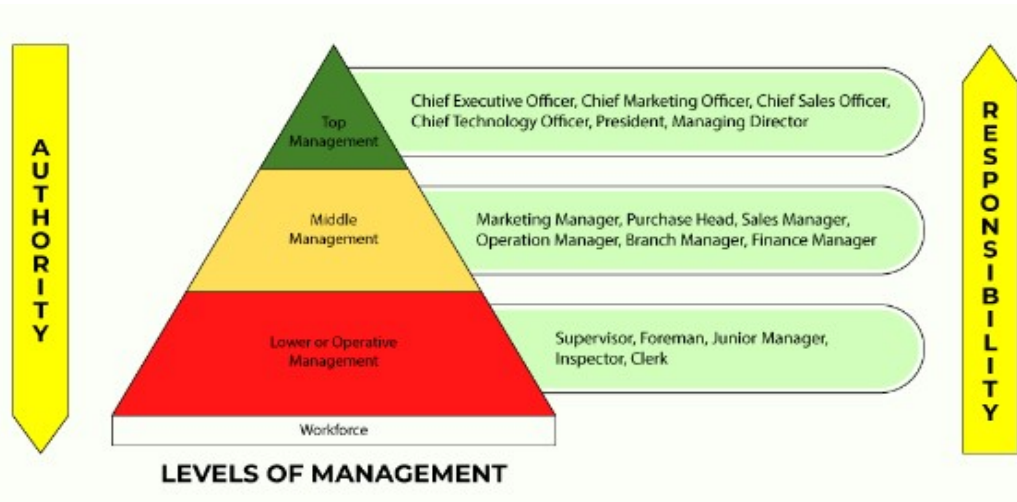 AUTHORITY
Top
Management
Chief Executive Officer, Chief Marketing Officer, Chief Sales Officer,
Chief Technology Officer, President, Managing Director
Middle
Management
Marketing Manager, Purchase Head, Sales Manager,
Operation Manager, Branch Manager, Finance Manager
Lower or Operative
Management
Supervisor, Foreman, Junior Manager,
Inspector, Clerk
Workforce
LEVELS OF MANAGEMENT
RESPONSIBILITY